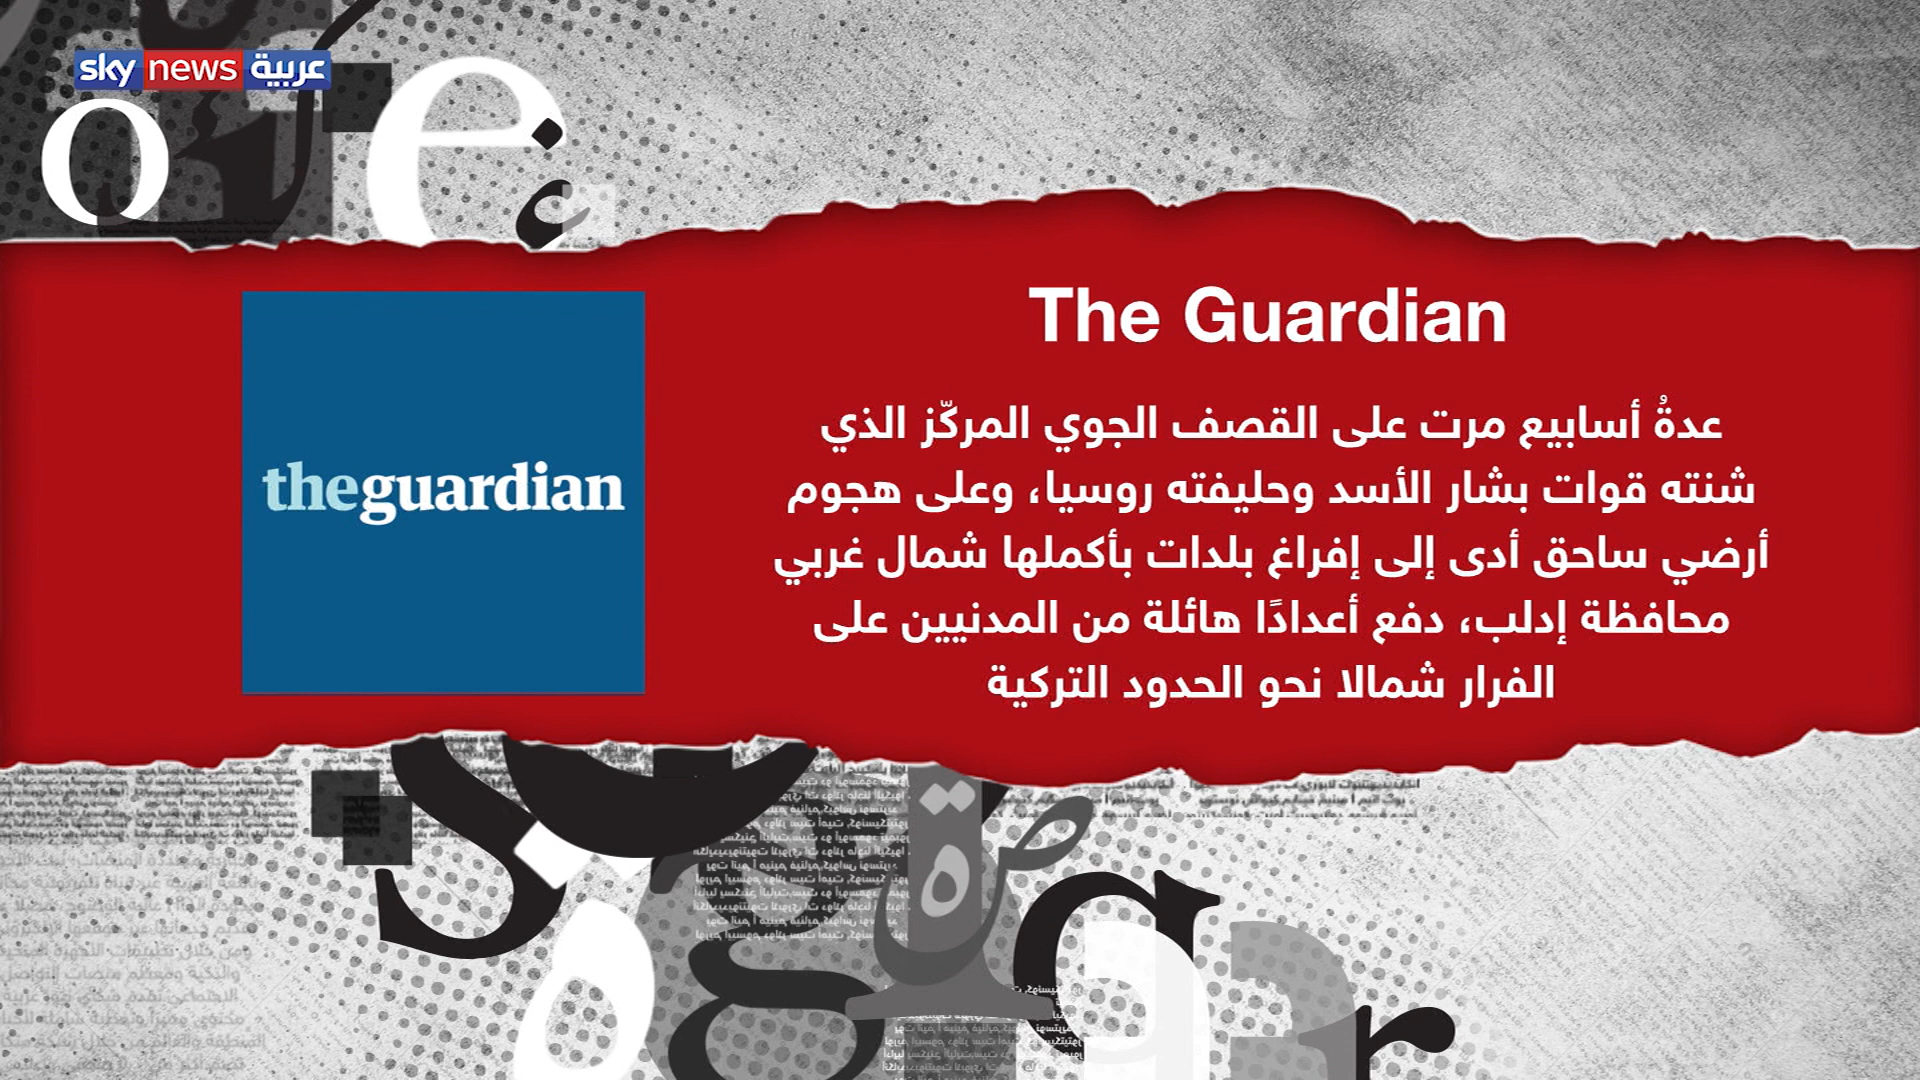 sky news عربية
The Guardian
theguardian
عدةُ أسابيع مرت على القصف الجوي المركّز الذي
شنته قوات بشار الأسد وحليفته روسيا، وعلى هجوم
أرضي ساحق أدى إلى إفراغ بلدات بأكملها شمال غربي
محافظة إدلب، دفع أعدادًا هائلة من المدنيين على
الفرار شمالا نحو الحدود التركية